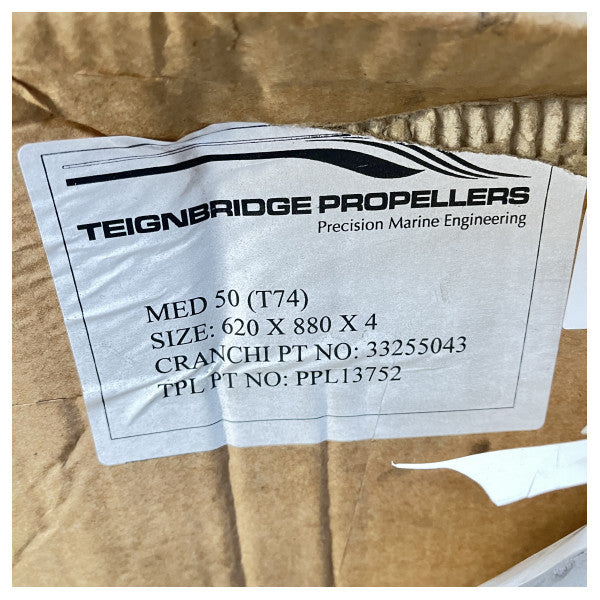 TEIGNBRIDGE PROPELLERS
Precision Marine Engineering
MED 50 (T74)
SIZE: 620 X 880 X 4
CRANCHI PT NO: 33255043
TPL PT NO: PPL13752